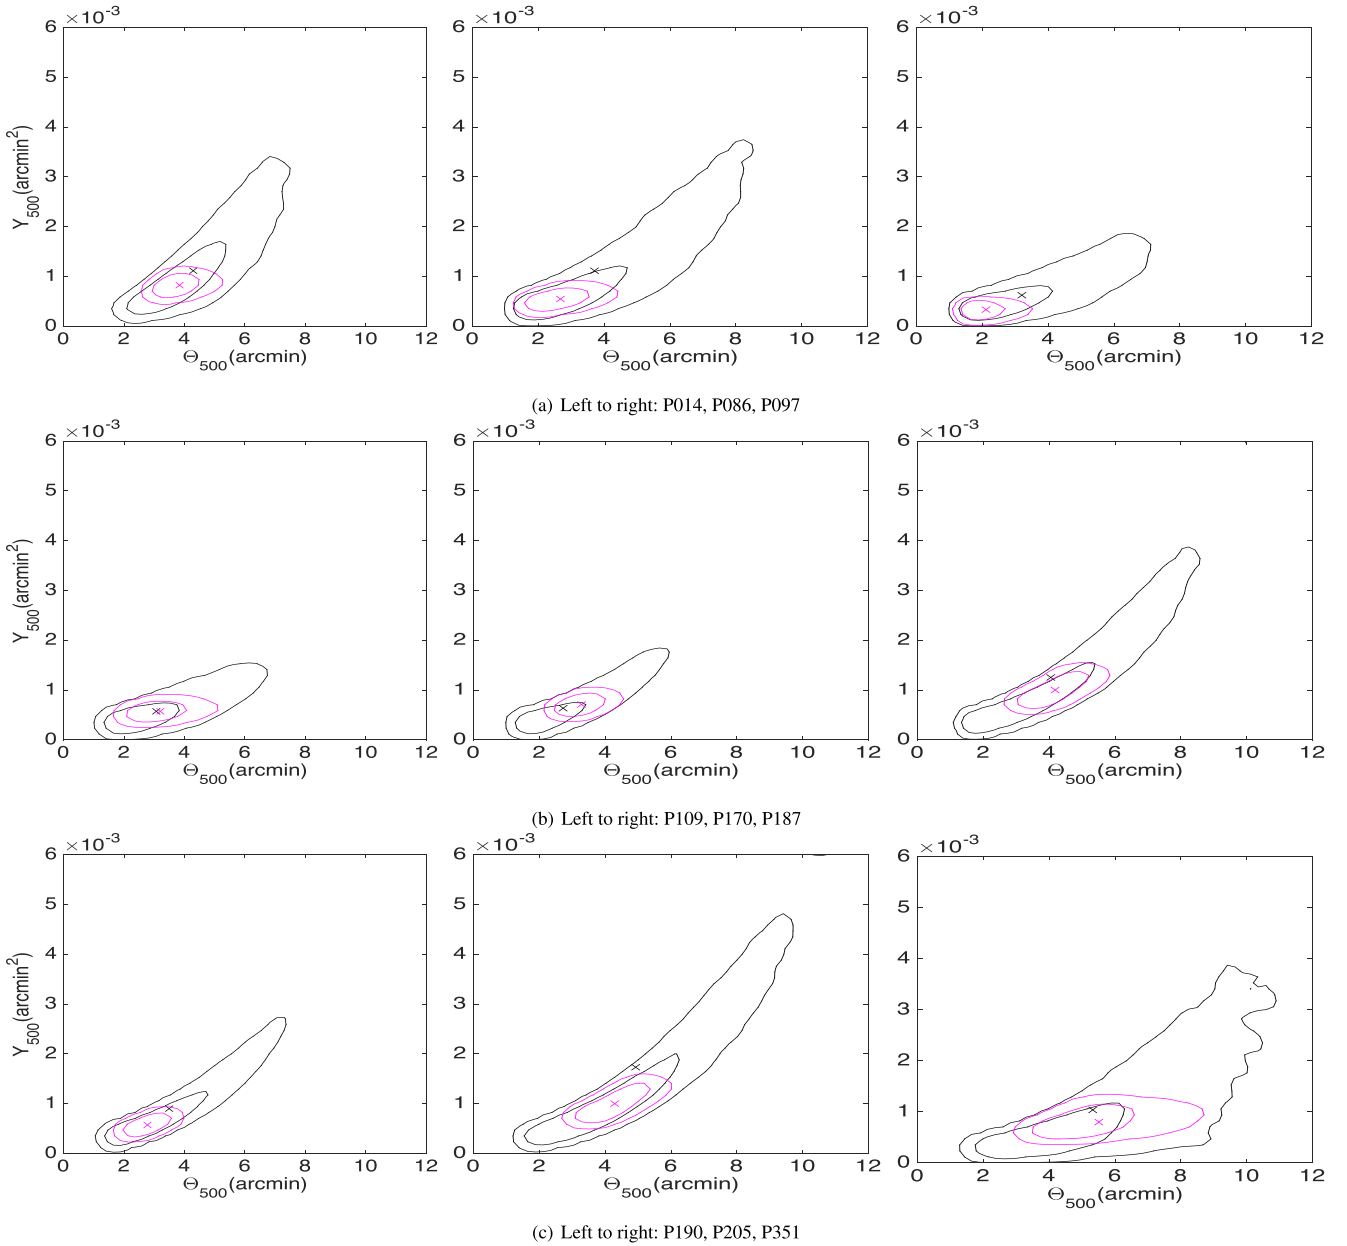 ×10-3 ×10-3 ×10-3
6 6 6
5 5 5
4 4 4
3 3 3
2 2 2
1 1 1
0 0 0
Y500(arcmin2)
0 2 4 6 8 10 12 0 2 4 6 8 10 12 0 2 4 6 8 10 12
Θ500(arcmin) Θ500(arcmin) Θ500(arcmin)
(a) Left to right: P014, P086, P097
×10-3 ×10-3 ×10-3
6 6 6
5 5 5
4 4 4
3 3 3
2 2 2
1 1 1
0 0 0
Y500(arcmin2)
0 2 4 6 8 10 12 0 2 4 6 8 10 12 0 2 4 6 8 10 12
Θ500(arcmin) Θ500(arcmin) Θ500(arcmin)
(b) Left to right: P109, P170, P187
×10-3 ×10-3 ×10-3
6 6 6
5 5 5
4 4 4
3 3 3
2 2 2
1 1 1
0 0 0
Y500(arcmin2)
0 2 4 6 8 10 12 0 2 4 6 8 10 12 0 2 4 6 8 10 12
Θ500(arcmin) Θ500(arcmin) Θ500(arcmin)
(c) Left to right: P190, P205, P351